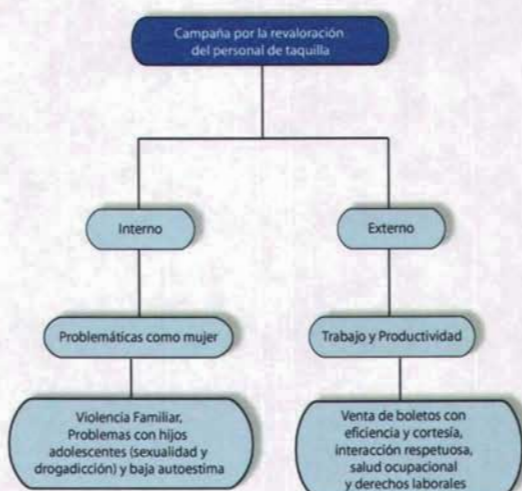 Campaña por la revaloración
del personal de taquilla
Interno
Externo
Problemáticas como mujer
Trabajo y Productividad
Violencia Familiar,
Problemas con hijos
adolescentes (sexualidad y
drogadicción) y baja autoestima
Venta de boletos con
eficiencia y cortesía,
interacción respetuosa,
salud ocupacional
y derechos laborales